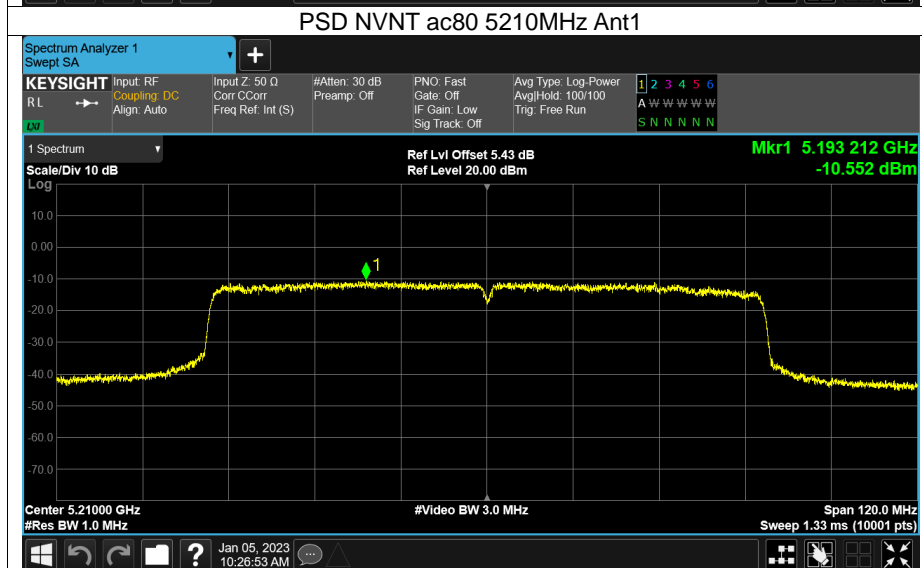 PSD NVNT ac80 5210MHz Ant1
Spectrum Analyzer 1
Swept SA
+
KEYSIGHT
R L
LXI
Input: RF
Coupling: DC
Align: Auto
Input Z: 50 Ω
Corr CCorr
Freq Ref: Int (S)
#Atten: 30 dB
Preamp: Off
PNO: Fast
Gate: Off
IF Gain: Low
Sig Track: Off
Avg Type: Log-Power
Avg|Hold: 100/100
Trig: Free Run
1 2 3 4 5 6
A W W W W W
S N N N N N
1 Spectrum
Scale/Div 10 dB
Log
Ref Lvl Offset 5.43 dB
Ref Level 20.00 dBm
Mkr1 5.193 212 GHz
-10.552 dBm
10.0
0.00
-10.0
-20.0
-30.0
-40.0
-50.0
-60.0
-70.0
1
Center 5.21000 GHz
#Res BW 1.0 MHz
#Video BW 3.0 MHz
Span 120.0 MHz
Sweep 1.33 ms (10001 pts)
?
Jan 05, 2023
10:26:53 AM